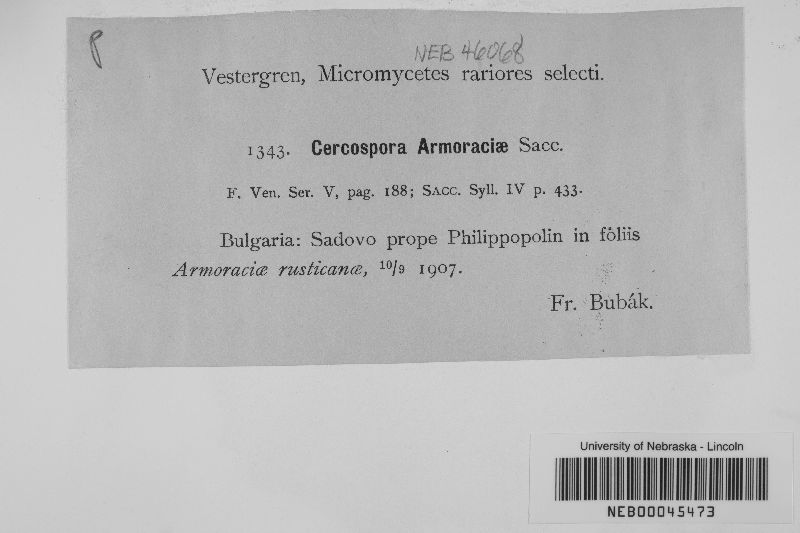 NEB 46068
Vestergren, Micromycetes rariores selecti.
1343. Cercospora Armoraciæ Sacc.
F. Ven. Ser. V, pag. 188; SACC. Syll. IV p. 433.
Bulgaria: Sadovo prope Philippopolin in fóliis
Armoraciæ rusticanæ, 10/9 1907.
Fr. Bubák.
University of Nebraska - Lincoln
NEB00045473